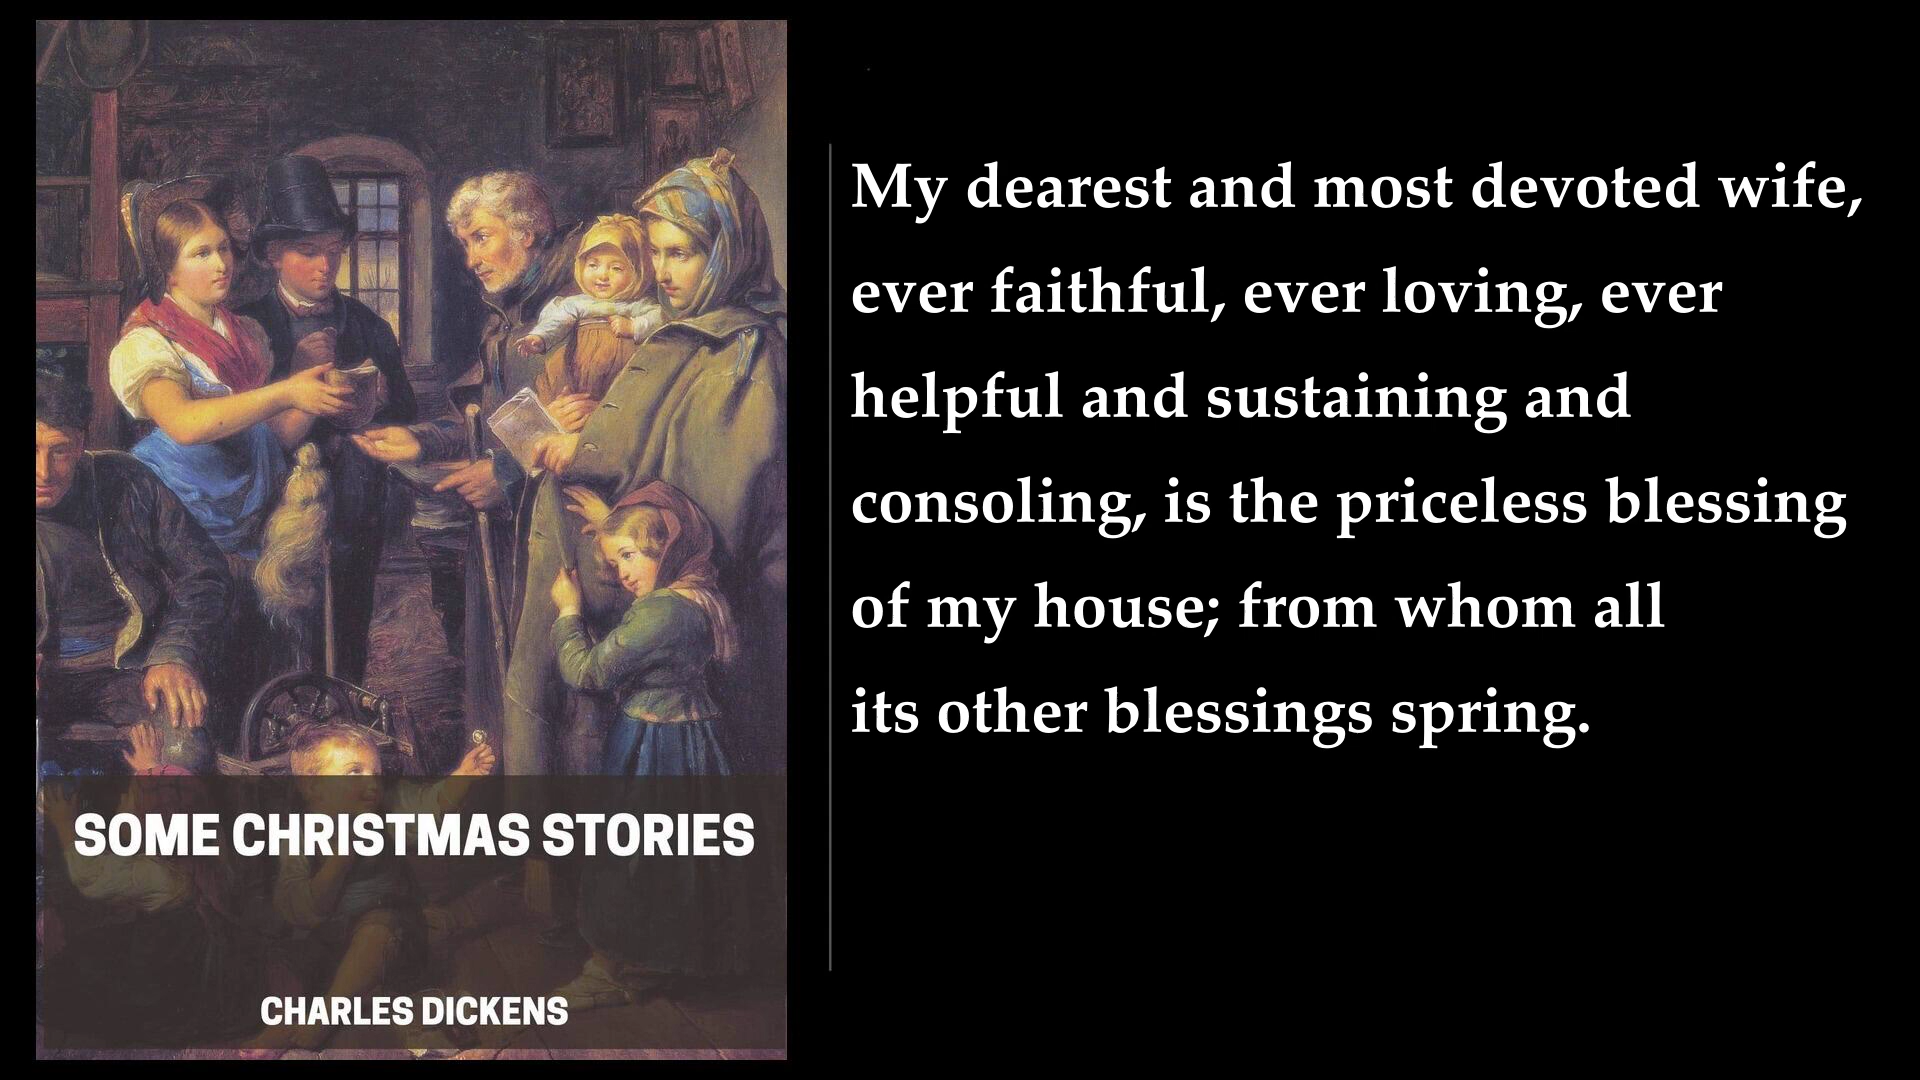 SOME CHRISTMAS STORIES
CHARLES DICKENS
My dearest and most devoted wife,
ever faithful, ever loving, ever
helpful and sustaining and
consoling, is the priceless blessing
of my house; from whom all
its other blessings spring.